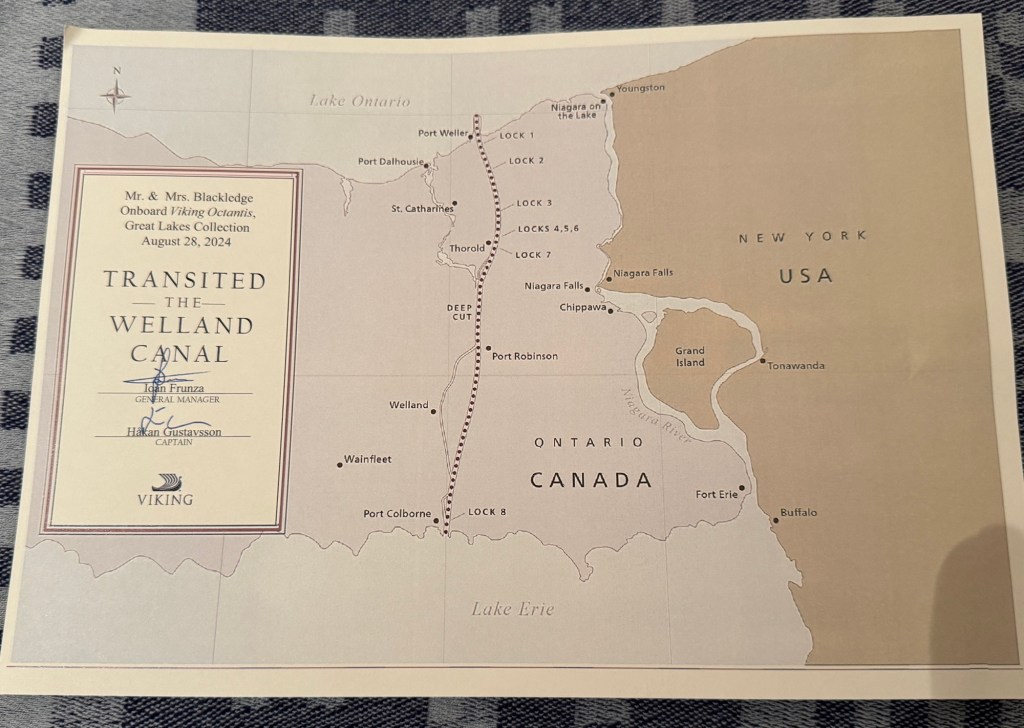 N
Lake Ontario
Youngston
Niagara on
the Lake
Port Weller
LOCK 1
Port Dalhousie
LOCK 2
St. Catharines
LOCK 3
LOCKS 4,5,6
Thorold
LOCK 7
NEW YORK
USA
Niagara Falls
Niagara Falls
Chippawa
DEEP
CUT
Port Robinson
Grand
Island
Tonawanda
Welland
Niagara River
ONTARIO
CANADA
Wainfleet
Fort Erie
Port Colborne
LOCK 8
Buffalo
Lake Erie
Mr. & Mrs. Blackledge
Onboard Viking Octantis,
Great Lakes Collection
August 28, 2024
TRANSITED
THE
WELLAND
CANAL
Ioan Frunza
GENERAL MANAGER
Håkan Gustavsson
CAPTAIN
VIKING